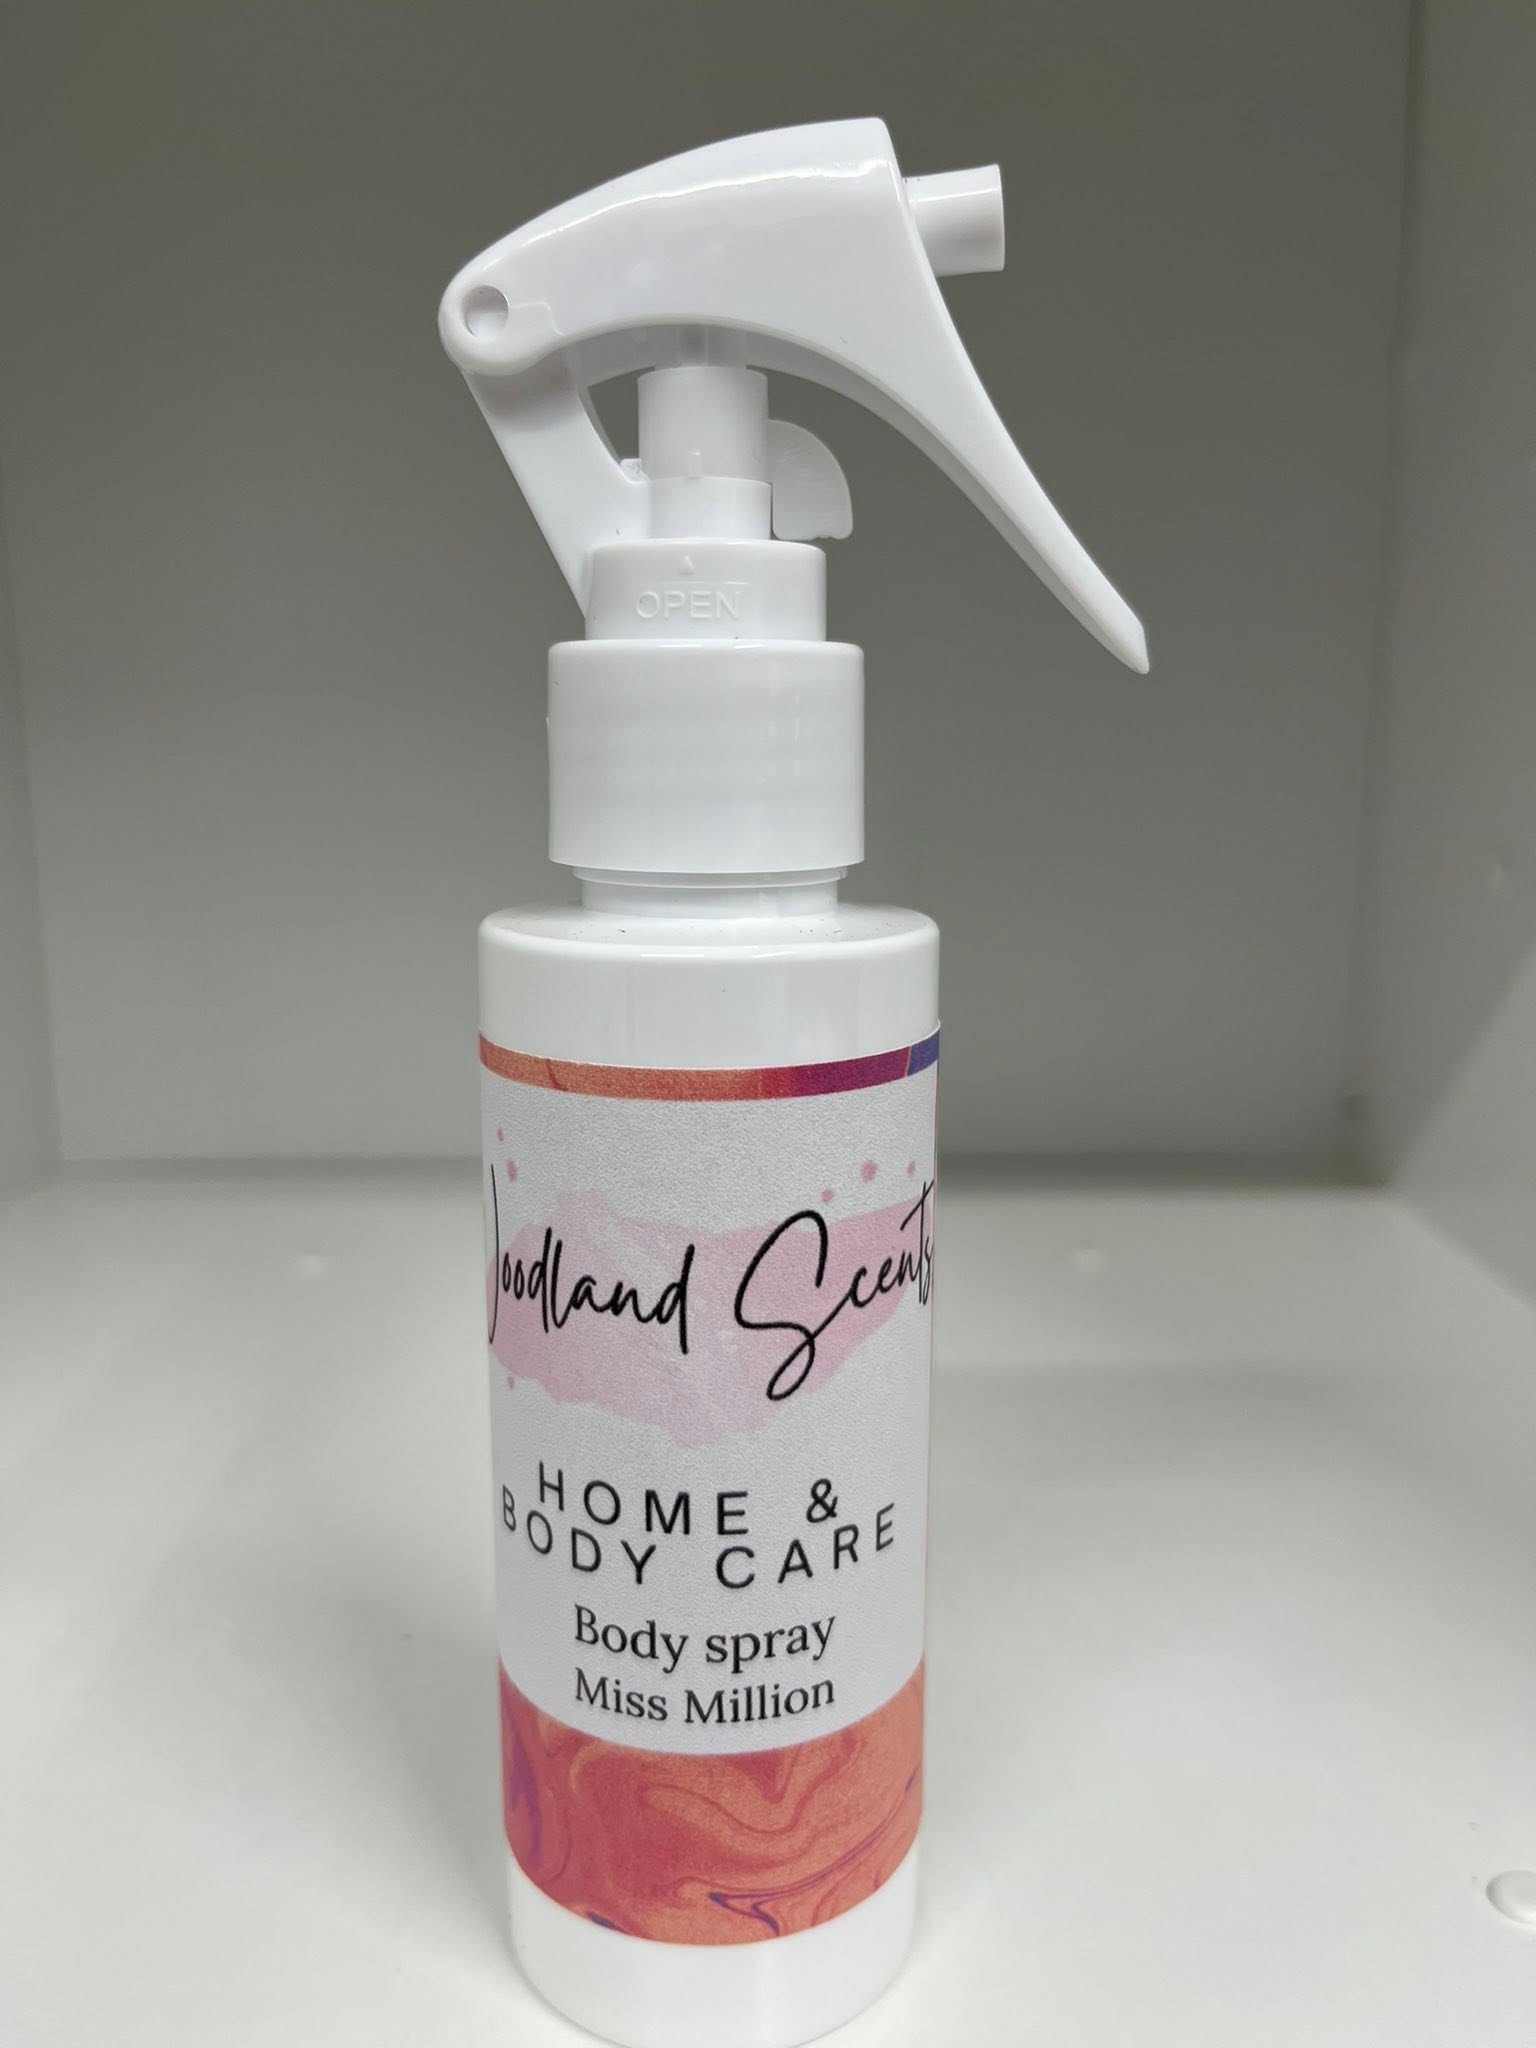 OPEN
Woodland Scents
HOME &
BODY CARE
Body spray
Miss Million